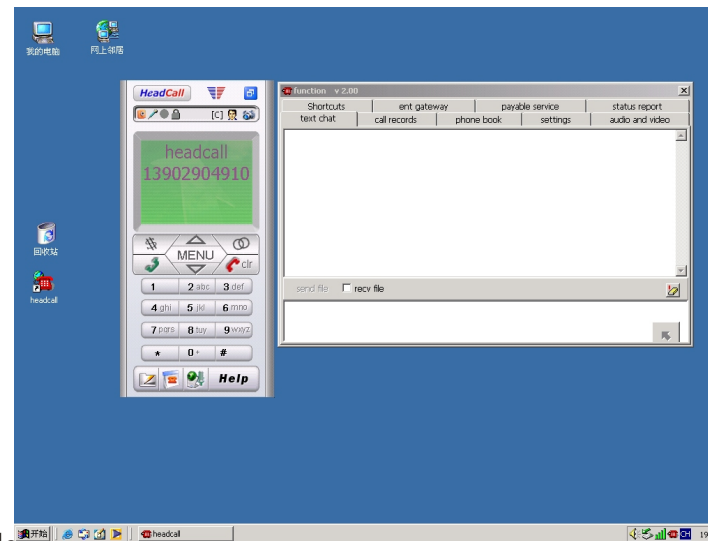 我的电脑
网上邻居
回收站
headcall
HeadCall
[C]
headcall
13902904910
MENU
clr
1 2 abc 3 def
4 ghi 5 jkl 6 mno
7 pqrs 8 tuy 9 wxyz
* 0 + #
Help
function v 2.00
Shortcuts ent gateway payable service status report
text chat call records phone book settings audio and video
send file recv file
开始 headcall CH 19